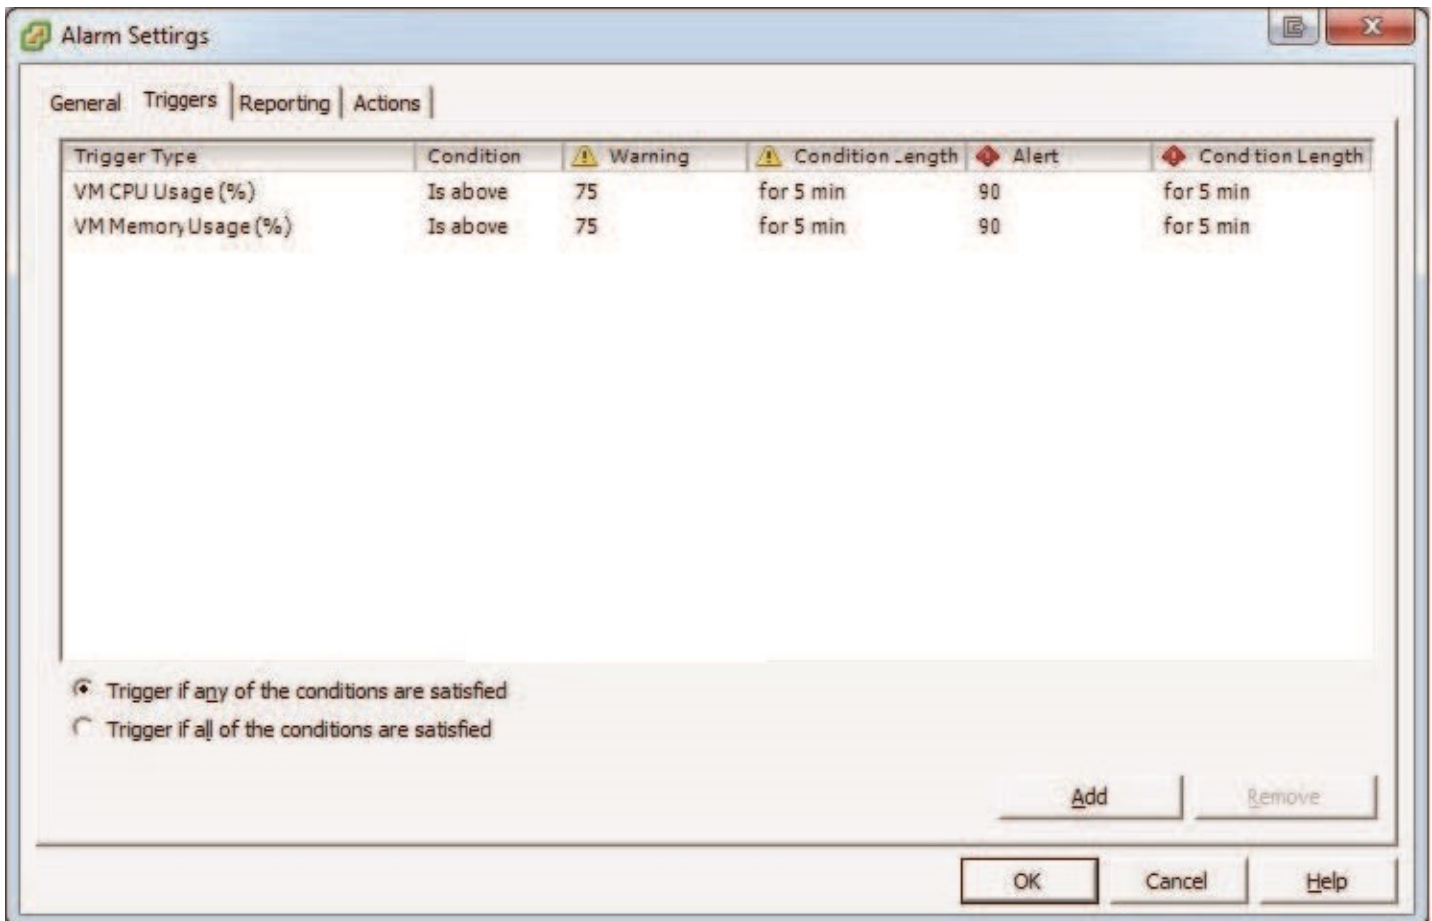 Alarm Settings
General Triggers Reporting Actions
Trigger Type Condition Warning Condition Length Alert Condition Length
VM CPU Usage (%) Is above 75 for 5 min 90 for 5 min
VM Memory Usage (%) Is above 75 for 5 min 90 for 5 min
Trigger if any of the conditions are satisfied
Trigger if all of the conditions are satisfied
Add Remove
OK Cancel Help